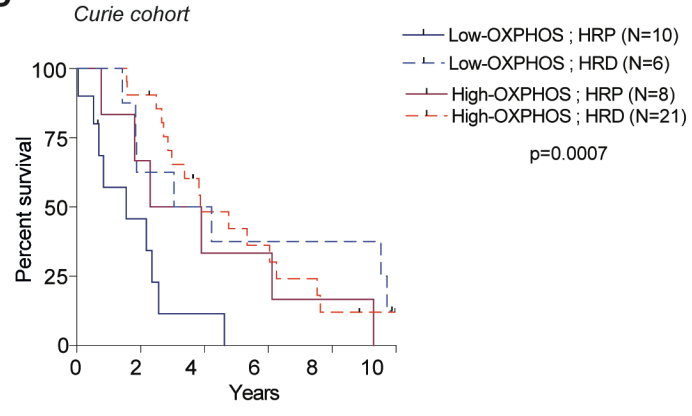 Curie cohort
Low-OXPHOS ; HRP (N=10)
Low-OXPHOS ; HRD (N=6)
High-OXPHOS ; HRP (N=8)
High-OXPHOS ; HRD (N=21)
p=0.0007
Percent survival
100
75
50
25
0
0 2 4 6 8 10
Years